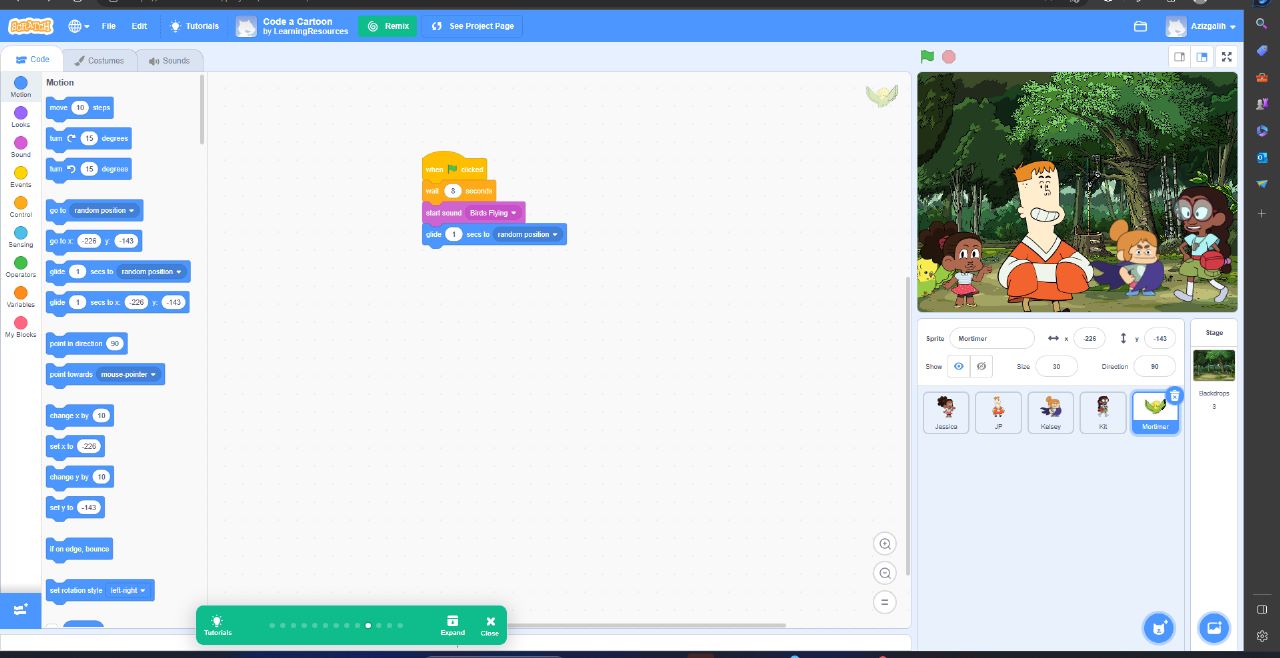 SCRATCH
File
Edit
Tutorials
Code a Cartoon
by LearningResources
Remix
See Project Page
Azizgalih
Code
Costumes
Sounds
Motion
Looks
Sound
Events
Control
Sensing
Operators
Variables
My Blocks
Motion
move 10 steps
turn 15 degrees
turn 15 degrees
go to random position
go to x: -226 y: -143
glide 1 secs to random position
glide 1 secs to x: -226 y: -143
point in direction 90
point towards mouse-pointer
change x by 10
set x to -226
change y by 10
set y to -143
if on edge, bounce
set rotation style left-right
when clicked
wait 8 seconds
start sound Birds Flying
glide 1 secs to random position
Tutorials
Expand
Close
Sprite Mortimer x -226 y -143
Show Size 30 Direction 90
Jessica
JP
Kelsey
Kit
Mortimer
Stage
Backdrops
3